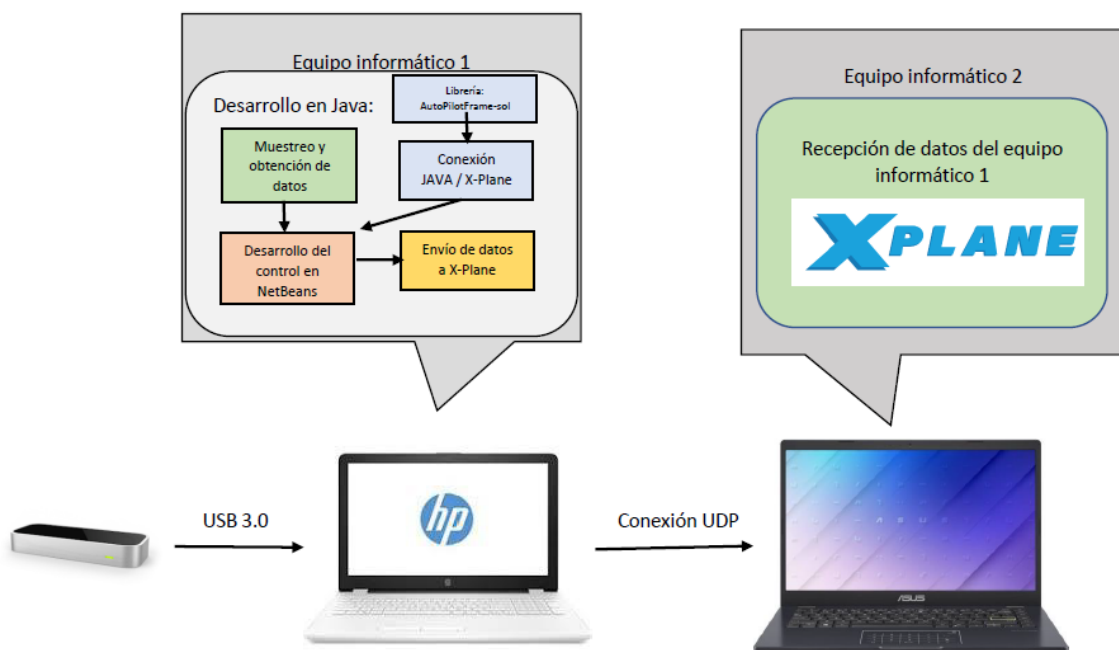 Equipo informático 1
Desarrollo en Java:
Librería:
AutoPilotFrame-sol
Muestreo y
obtención de
datos
Conexión
JAVA / X-Plane
Desarrollo del
control en
NetBeans
Envío de datos
a X-Plane
Equipo informático 2
Recepción de datos del equipo
informático 1
XPLANE
USB 3.0
hp
Conexión UDP
ASUS